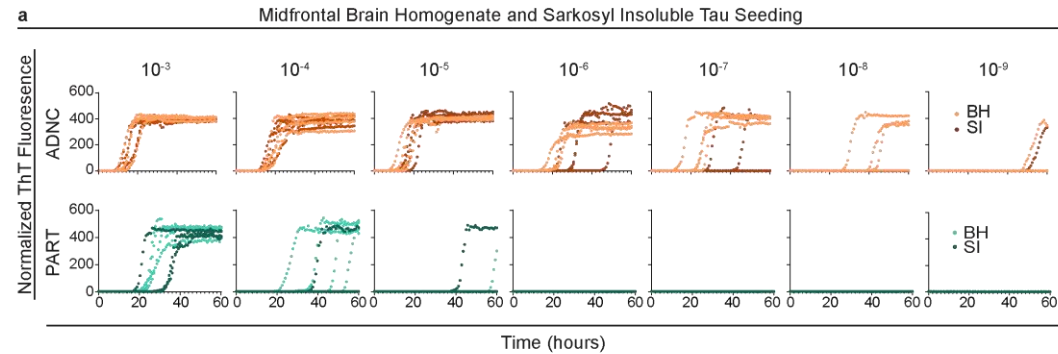 a Midfrontal Brain Homogenate and Sarkosyl Insoluble Tau Seeding
10-3 10-4 10-5 10-6 10-7 10-8 10-9
Normalized ThT Fluoresence
ADNC
600
400
200
0
BH
SI
PART
600
400
200
0
BH
SI
0 20 40 60 0 20 40 60 0 20 40 60 0 20 40 60 0 20 40 60 0 20 40 60 0 20 40 60
Time (hours)